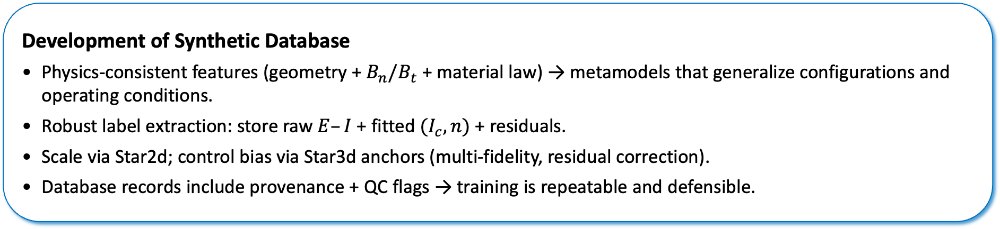 Development of Synthetic Database
• Physics-consistent features (geometry + Bₙ/Bₜ + material law) → metamodels that generalize configurations and
operating conditions.
• Robust label extraction: store raw E– I + fitted (I_c, n) + residuals.
• Scale via Star2d; control bias via Star3d anchors (multi-fidelity, residual correction).
• Database records include provenance + QC flags → training is repeatable and defensible.